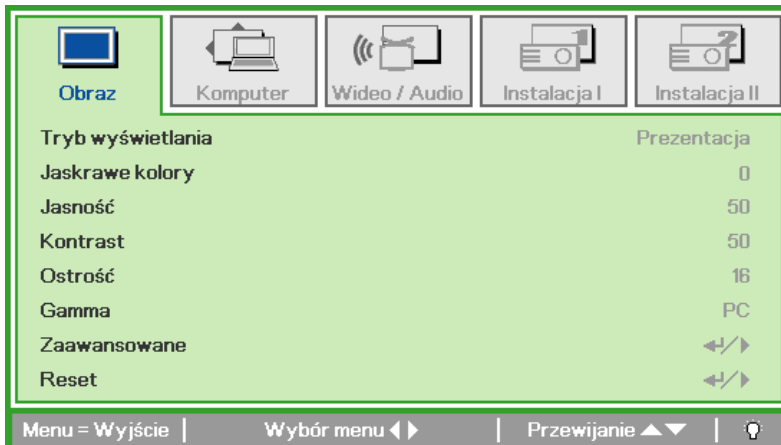 Obraz Komputer Wideo / Audio Instalacja I Instalacja II
Tryb wyświetlania Prezentacja
Jaskrawe kolory 0
Jasność 50
Kontrast 50
Ostrość 16
Gamma PC
Zaawansowane
Reset
Menu = Wyjście Wybór menu Przewijanie